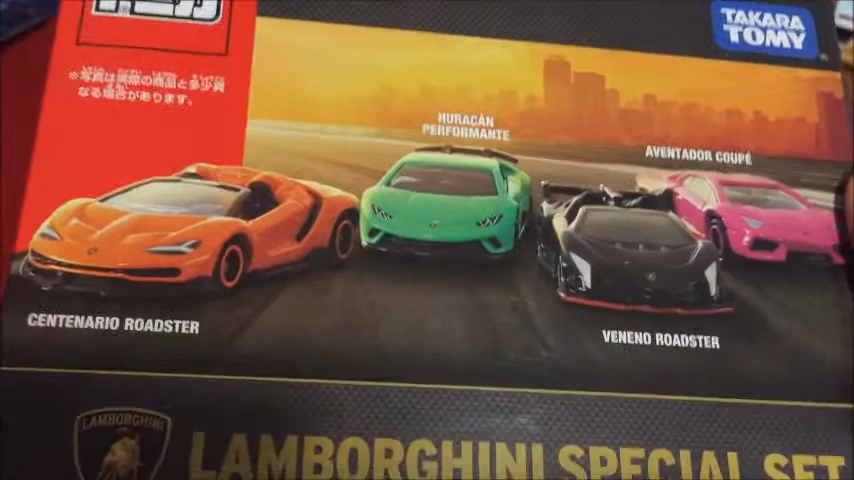 TAKARA
TOMY
※写真は実際の商品と多少異
なる場合があります。
HURACÁN
PERFORMANTE
AVENTADOR COUPÉ
CENTENARIO ROADSTER
VENENO ROADSTER
LAMBORGHINI
LAMBORGHINI SPECIAL SET